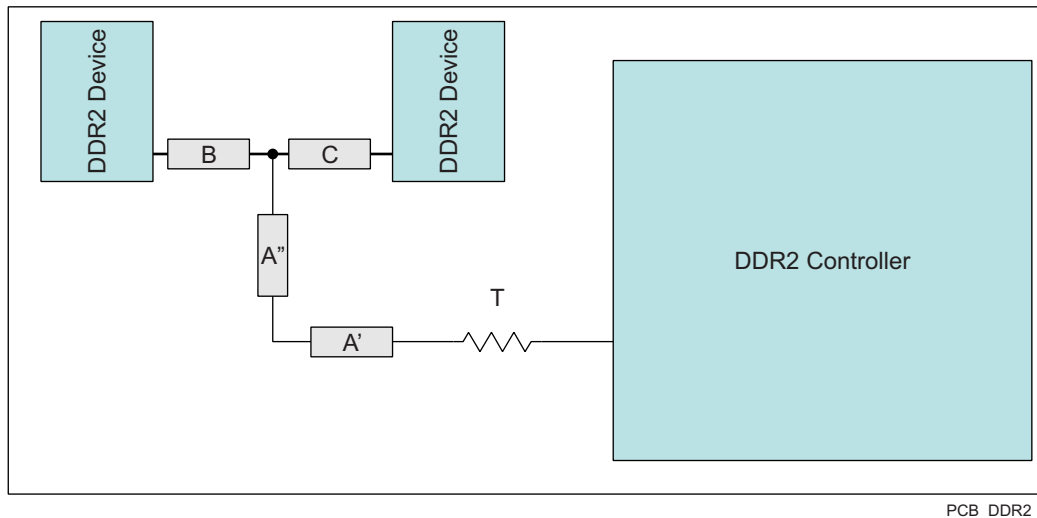 DDR2 Device
DDR2 Device
B
C
A”
DDR2 Controller
T
A'
PCB_DDR2